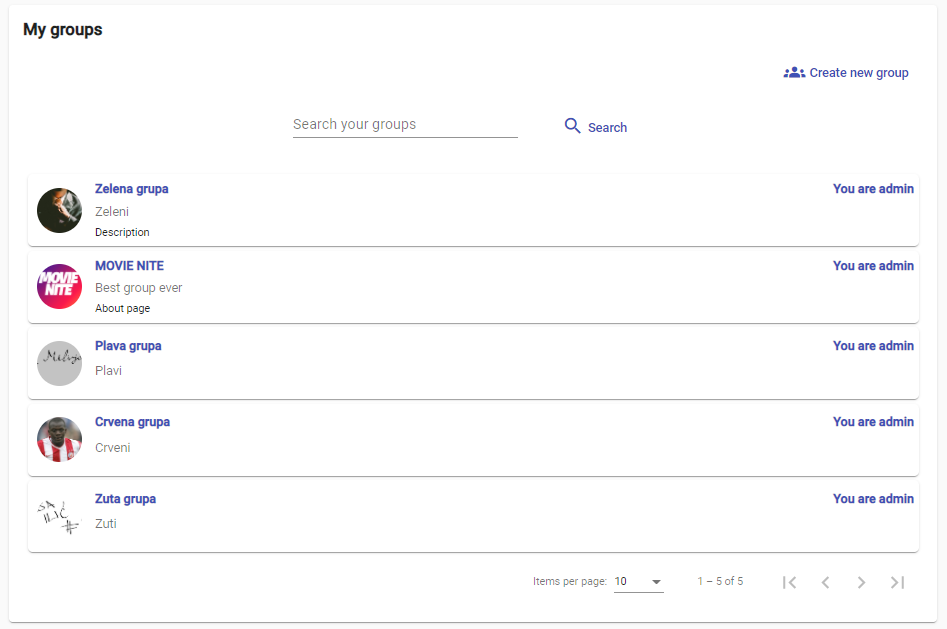 My groups
Create new group
Search your groups
Search
Zelena grupa
You are admin
Zeleni
Description
MOVIE NITE
You are admin
MOVIE
NITE
Best group ever
About page
Plava grupa
You are admin
Plavi
Crvena grupa
You are admin
Crveni
Zuta grupa
You are admin
Zuti
Items per page: 10
1 – 5 of 5